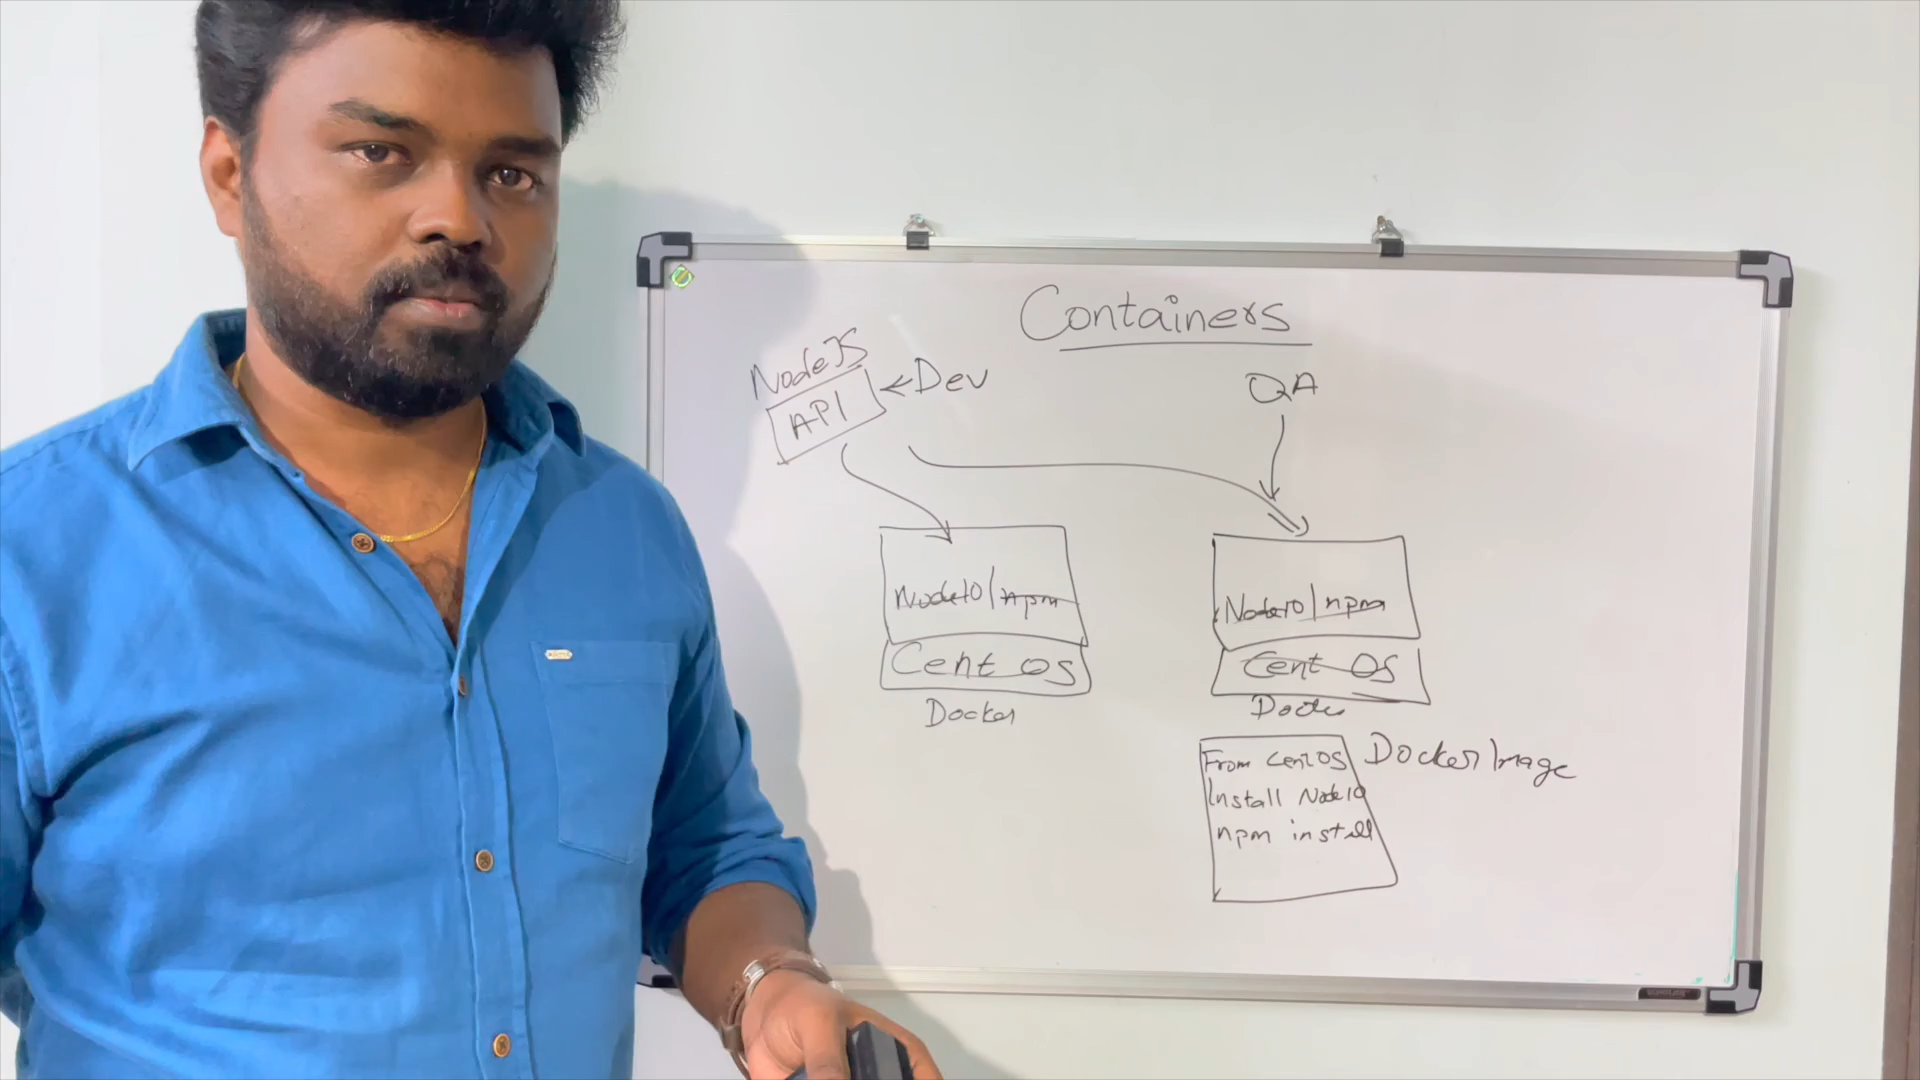 Containers
NodeJS
API
Dev
QA
Node10/npm
Cent OS
Docker
Node10/npm
Cent OS
From CentOS
Install Node10
npm install
Docker Image